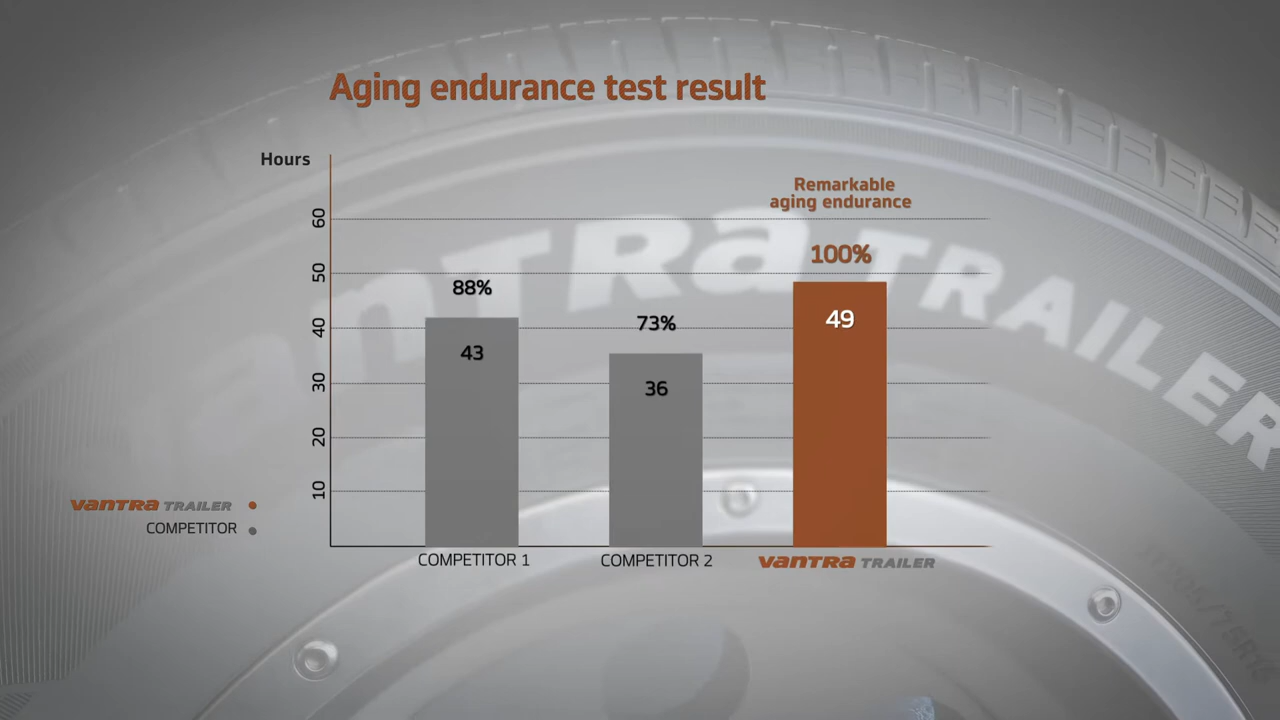 Aging endurance test result
Hours
Remarkable
aging endurance
60
50
40
30
20
10
88%
43
73%
36
100%
49
VanTRa TRAILER
COMPETITOR
COMPETITOR 1
COMPETITOR 2
VanTRa TRAILER
VanTRa TRAILER